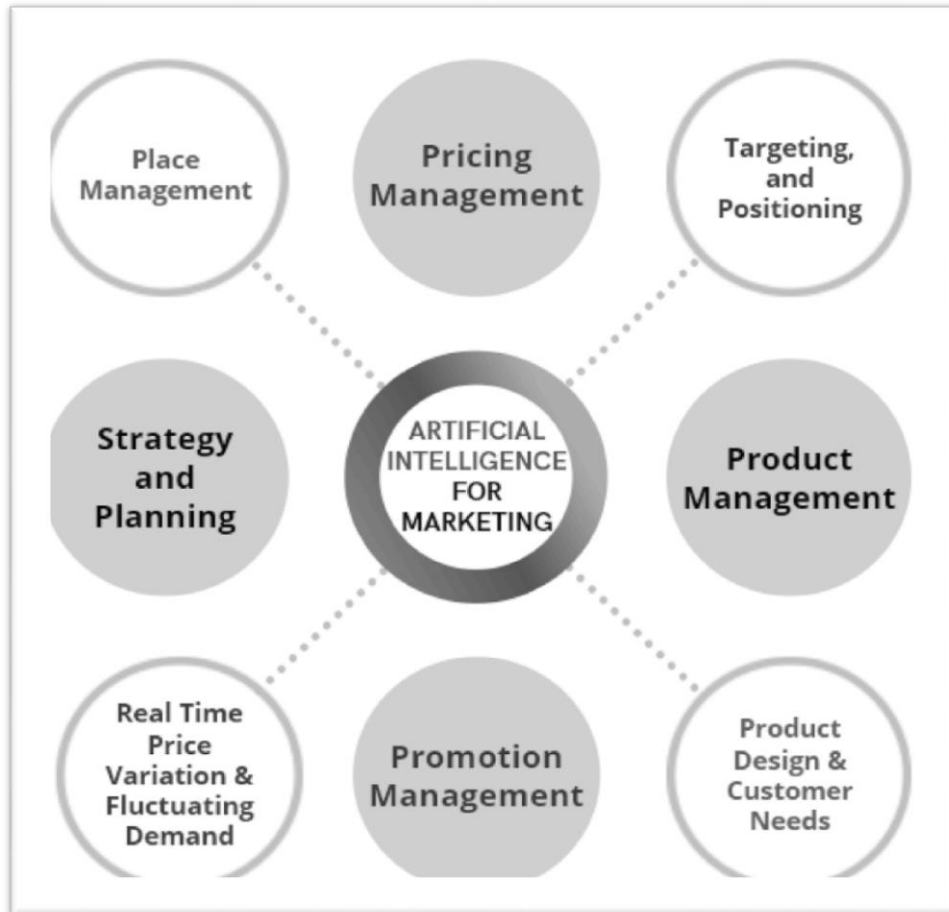 Place
Management
Pricing
Management
Targeting,
and
Positioning
Strategy
and
Planning
ARTIFICIAL
INTELLIGENCE
FOR
MARKETING
Product
Management
Real Time
Price
Variation &
Fluctuating
Demand
Promotion
Management
Product
Design &
Customer
Needs